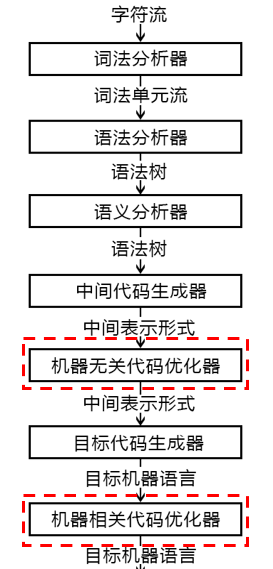 字符流
词法分析器
词法单元流
语法分析器
语法树
语义分析器
语法树
中间代码生成器
中间表示形式
机器无关代码优化器
中间表示形式
目标代码生成器
目标机器语言
机器相关代码优化器
目标机器语言